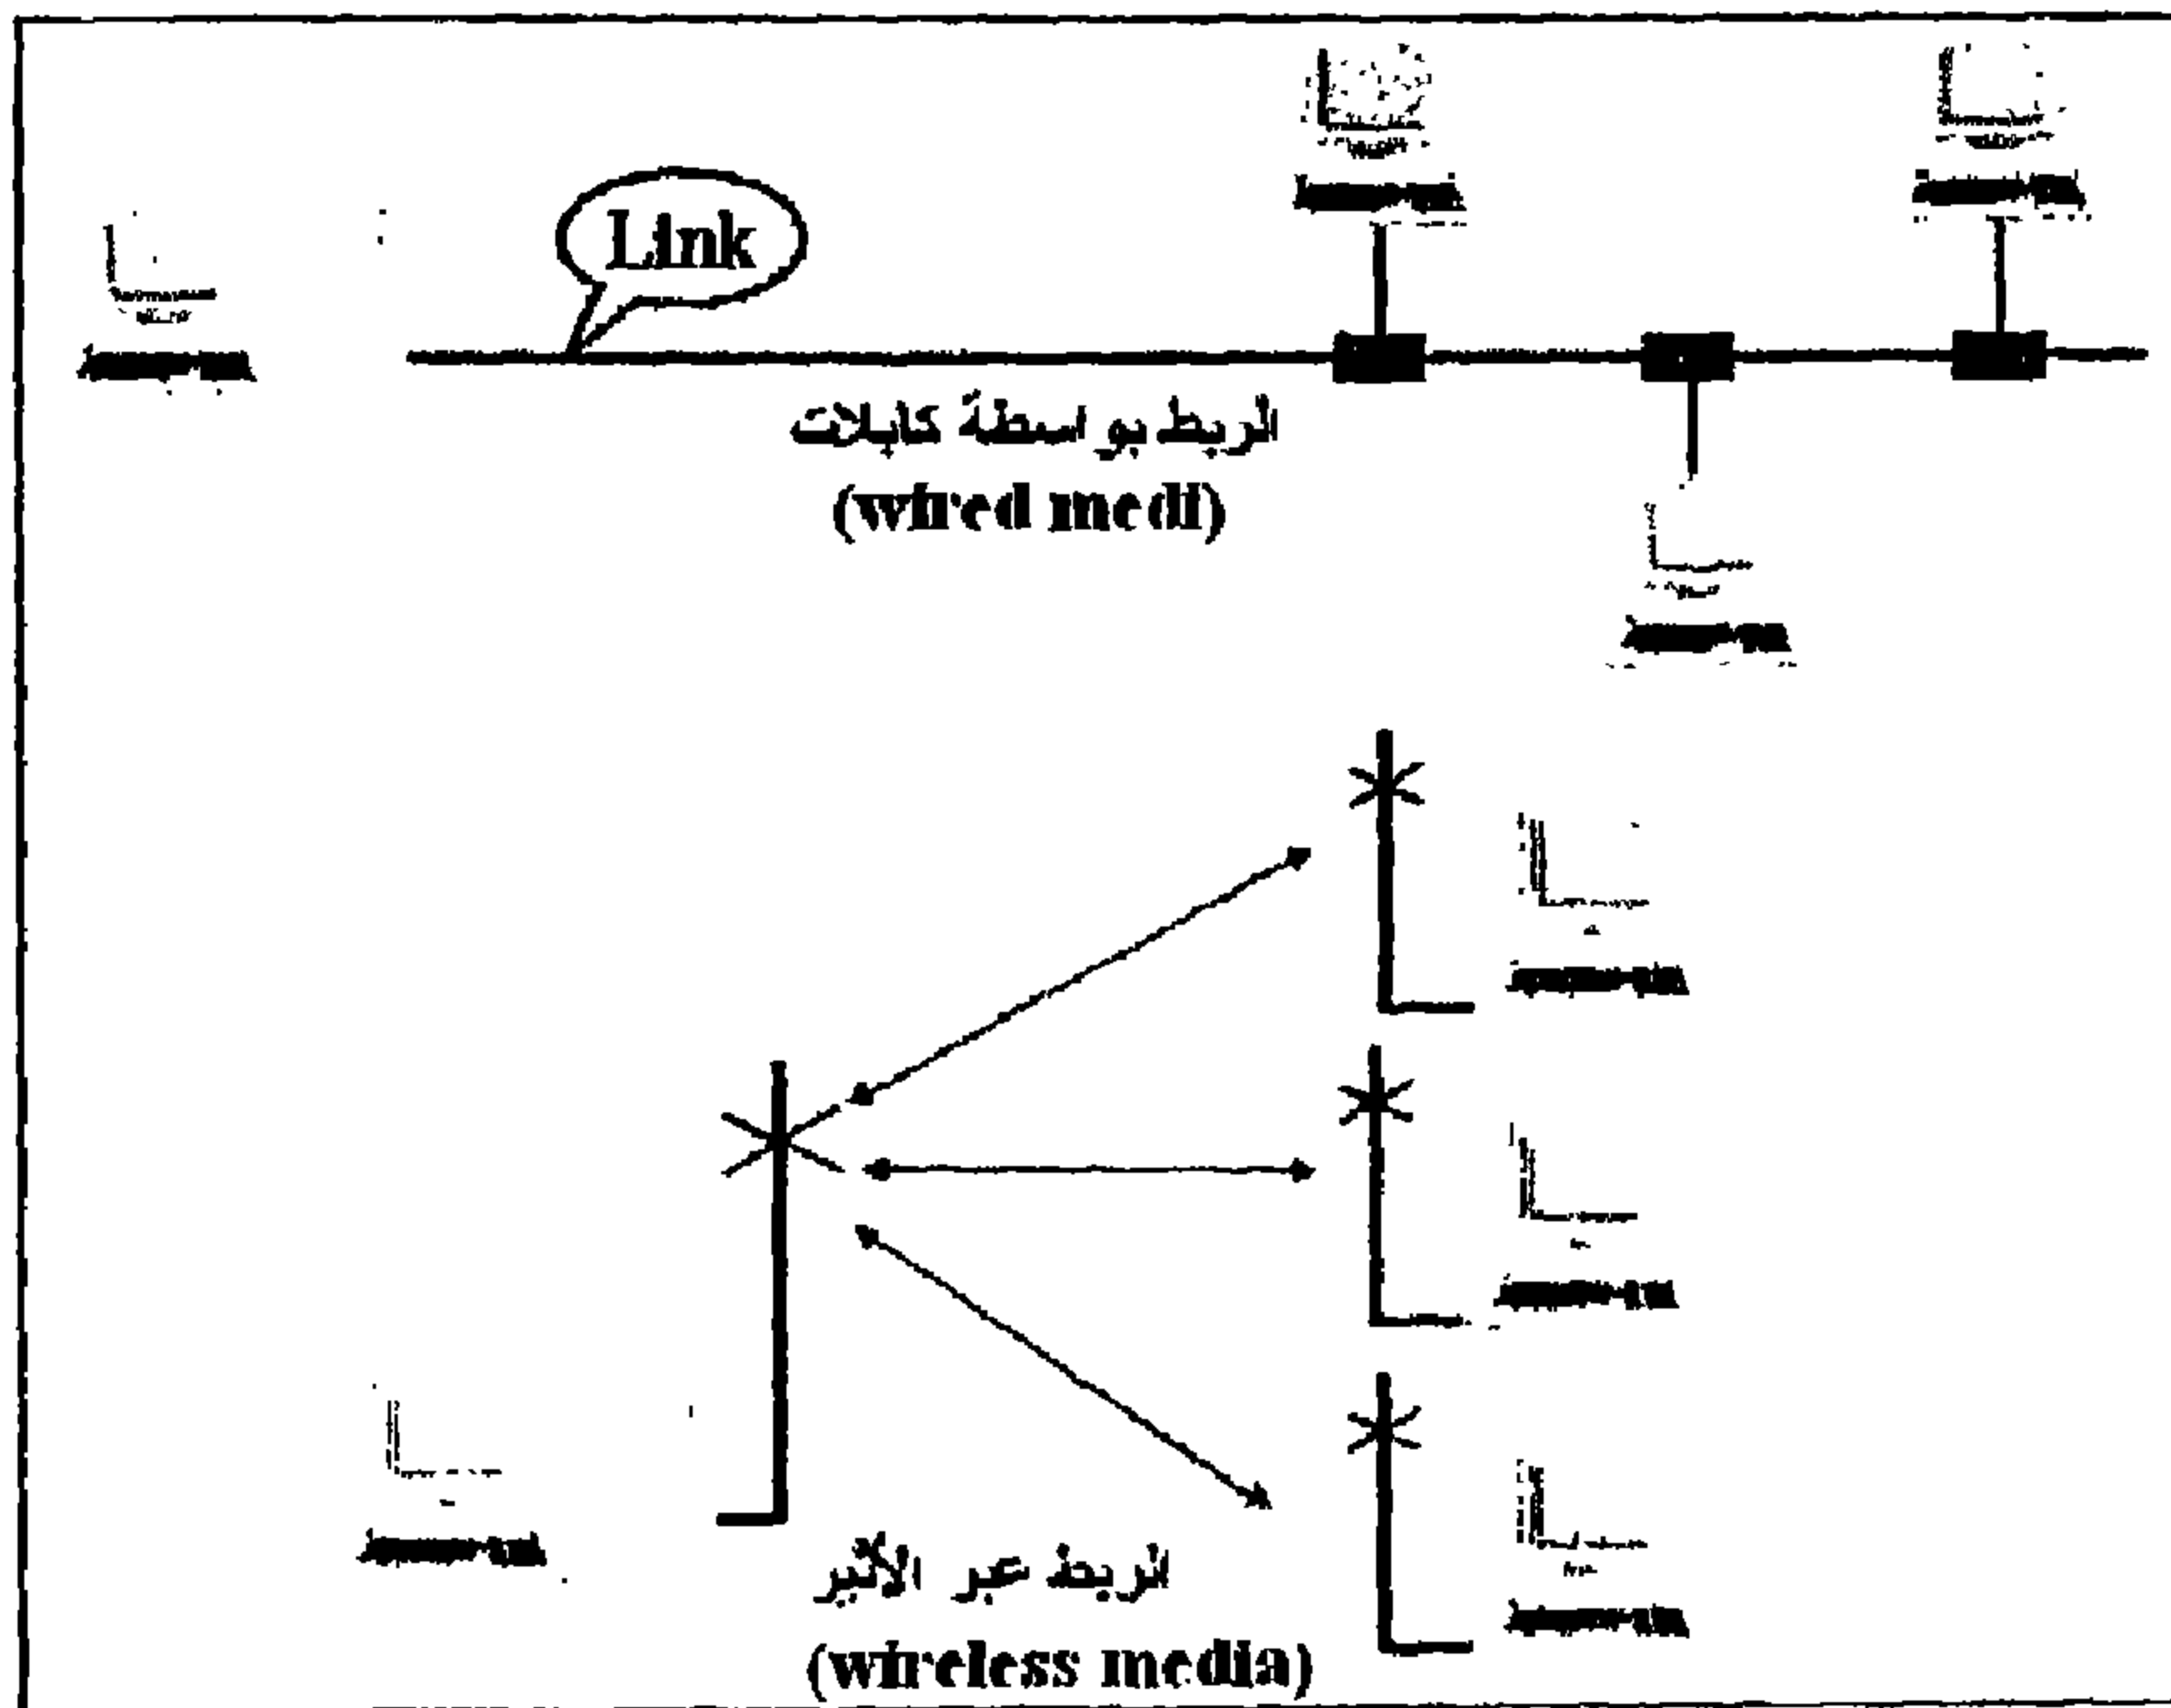 Link
الربط بواسطة كابلات
(wired medi)
الربط عبر الأثير
(wireless media)